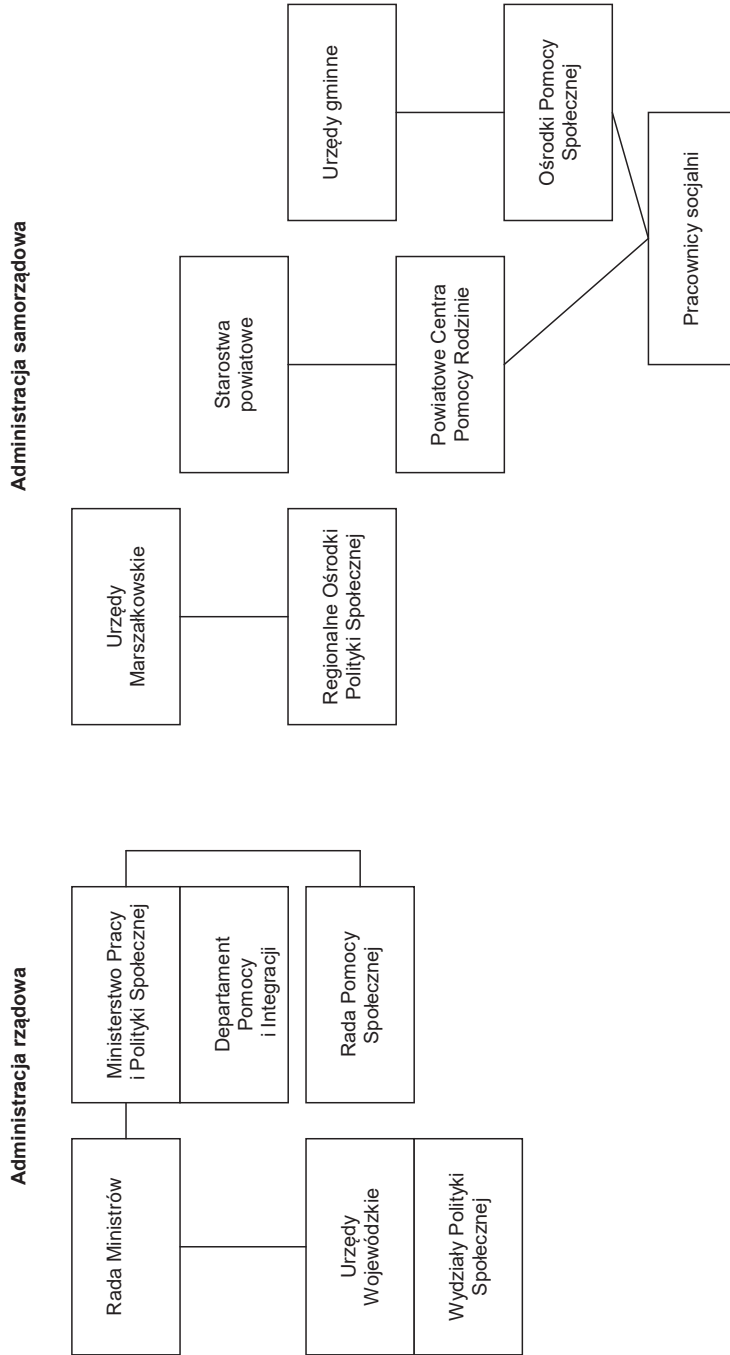 Administracja rządowa
Administracja samorządowa
Rada Ministrów
Ministerstwo Pracy
i Polityki Społecznej
Departament
Pomocy
i Integracji
Rada Pomocy
Społecznej
Urzędy
Wojewódzkie
Wydziały Polityki
Społecznej
Urzędy
Marszałkowskie
Regionalne Ośrodki
Polityki Społecznej
Starostwa
powiatowe
Powiatowe Centra
Pomocy Rodzinie
Urzędy gminne
Ośrodki Pomocy
Społecznej
Pracownicy socjalni